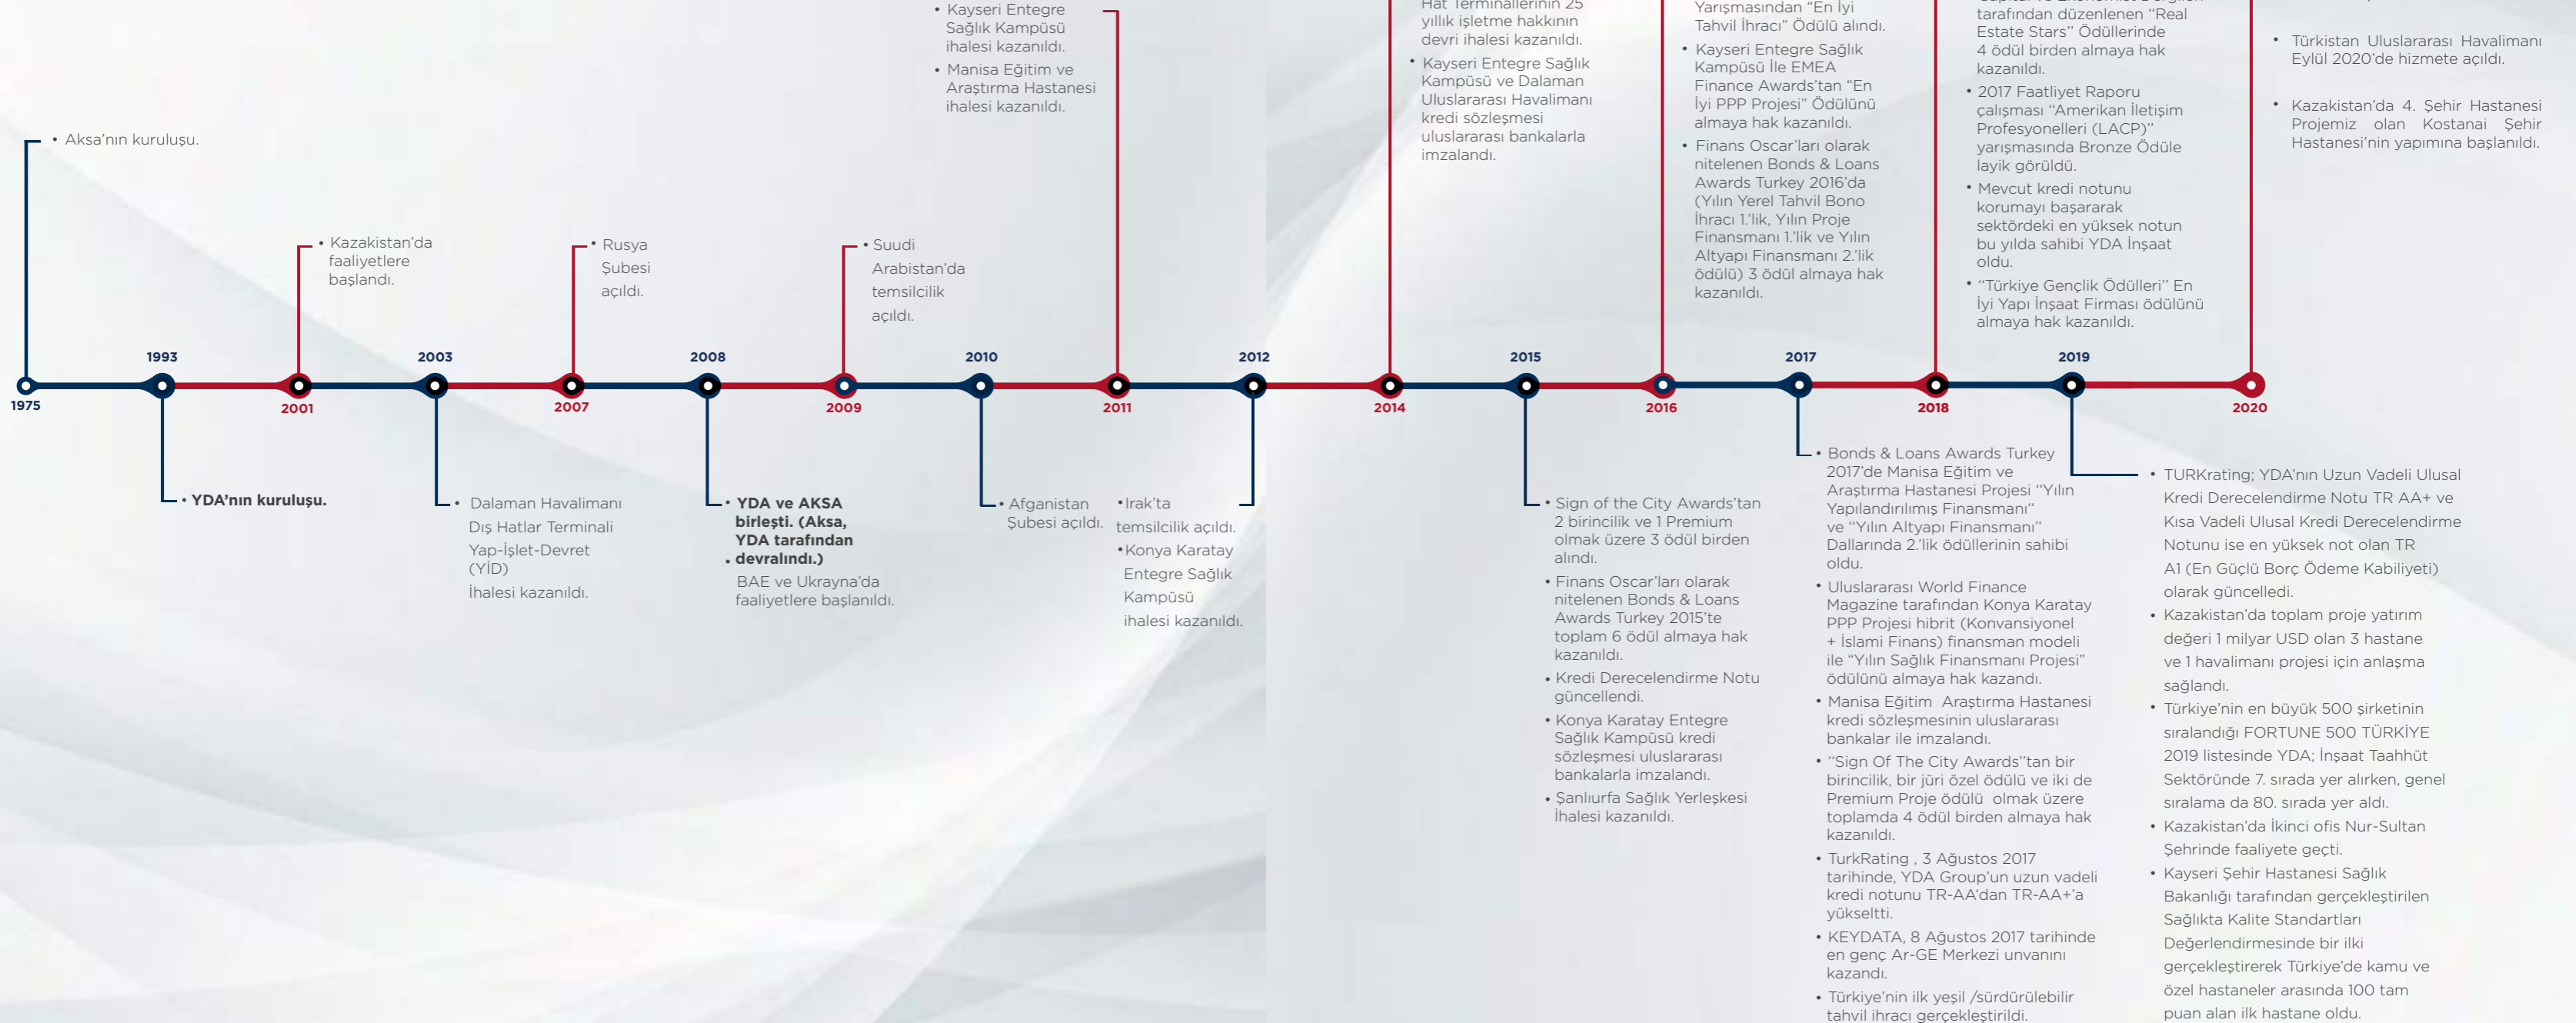 • Kayseri Entegre
Sağlık Kampüsü
ihalesi kazanıldı.
• Manisa Eğitim ve
Araştırma Hastanesi
ihalesi kazanıldı.
Hat Terminallerinin 25
yıllık işletme hakkının
devri ihalesi kazanıldı.
• Kayseri Entegre Sağlık
Kampüsü ve Dalaman
Uluslararası Havalimanı
kredi sözleşmesi
uluslararası bankalarla
imzalandı.
Yarışmasından “En İyi
Tahvil İhracı” Ödülü alındı.
• Kayseri Entegre Sağlık
Kampüsü İle EMEA
Finance Awards’tan “En
İyi PPP Projesi” Ödülünü
almaya hak kazanıldı.
• Finans Oscar’ları olarak
nitelenen Bonds & Loans
Awards Turkey 2016’da
(Yılın Yerel Tahvil Bono
İhracı 1.’lik, Yılın Proje
Finansmanı 1.’lik ve Yılın
Altyapı Finansmanı 2.’lik
ödülü) 3 ödül almaya hak
kazanıldı.
tarafından düzenlenen “Real
Estate Stars” Ödüllerinde
4 ödül birden almaya hak
kazanıldı.
• 2017 Faatliyet Raporu
çalışması “Amerikan İletişim
Profesyonelleri (LACP)”
yarışmasında Bronze Ödüle
layik görüldü.
• Mevcut kredi notunu
korumayı başararak
sektördeki en yüksek notun
bu yılda sahibi YDA İnşaat
oldu.
• “Türkiye Gençlik Ödülleri” En
İyi Yapı İnşaat Firması ödülünü
almaya hak kazanıldı.
• Türkistan Uluslararası Havalimanı
Eylül 2020’de hizmete açıldı.
• Kazakistan’da 4. Şehir Hastanesi
Projemiz olan Kostanai Şehir
Hastanesi’nin yapımına başlanıldı.
• Aksa’nın kuruluşu.
• Kazakistan’da
faaliyetlere
başlandı.
• Rusya
Şubesi
açıldı.
• Suudi
Arabistan’da
temsilcilik
açıldı.
1993
2003
2008
2010
2012
2015
2017
2019
1975
2001
2007
2009
2011
2014
2016
2018
2020
• YDA’nın kuruluşu.
• Dalaman Havalimanı
Dış Hatlar Terminali
Yap-İşlet-Devret
(YİD)
İhalesi kazanıldı.
• YDA ve AKSA
birleşti. (Aksa,
YDA tarafından
• devralındı.)
BAE ve Ukrayna’da
faaliyetlere başlanıldı.
• Afganistan
Şubesi açıldı.
• Irak’ta
temsilcilik açıldı.
• Konya Karatay
Entegre Sağlık
Kampüsü
ihalesi kazanıldı.
• Sign of the City Awards’tan
2 birincilik ve 1 Premium
olmak üzere 3 ödül birden
alındı.
• Finans Oscar’ları olarak
nitelenen Bonds & Loans
Awards Turkey 2015’te
toplam 6 ödül almaya hak
kazanıldı.
• Kredi Derecelendirme Notu
güncellendi.
• Konya Karatay Entegre
Sağlık Kampüsü kredi
sözleşmesi uluslararası
bankalarla imzalandı.
• Şanlıurfa Sağlık Yerleşkesi
İhalesi kazanıldı.
• Bonds & Loans Awards Turkey
2017’de Manisa Eğitim ve
Araştırma Hastanesi Projesi “Yılın
Yapılandırılımış Finansmanı“
ve “Yılın Altyapı Finansmanı”
Dallarında 2.’lik ödüllerinin sahibi
oldu.
• Uluslararası World Finance
Magazine tarafından Konya Karatay
PPP Projesi hibrit (Konvansiyonel
+ İslami Finans) finansman modeli
ile “Yılın Sağlık Finansmanı Projesi”
ödülünü almaya hak kazandı.
• Manisa Eğitim Araştırma Hastanesi
kredi sözleşmesinin uluslararası
bankalar ile imzalandı.
• “Sign Of The City Awards”tan bir
birincilik, bir jüri özel ödülü ve iki de
Premium Proje ödülü olmak üzere
toplamda 4 ödül birden almaya hak
kazanıldı.
• TurkRating , 3 Ağustos 2017
tarihinde, YDA Group’un uzun vadeli
kredi notunu TR-AA‘dan TR-AA+’a
yükseltti.
• KEYDATA, 8 Ağustos 2017 tarihinde
en genç Ar-GE Merkezi unvanını
kazandı.
• Türkiye’nin ilk yeşil /sürdürülebilir
tahvil ihracı gerçekleştirildi.
• TURKrating; YDA’nın Uzun Vadeli Ulusal
Kredi Derecelendirme Notu TR AA+ ve
Kısa Vadeli Ulusal Kredi Derecelendirme
Notunu ise en yüksek not olan TR
A1 (En Güçlü Borç Ödeme Kabiliyeti)
olarak güncelledi.
• Kazakistan’da toplam proje yatırım
değeri 1 milyar USD olan 3 hastane
ve 1 havalimanı projesi için anlaşma
sağlandı.
• Türkiye’nin en büyük 500 şirketinin
sıralandığı FORTUNE 500 TÜRKİYE
2019 listesinde YDA; İnşaat Taahhüt
Sektöründe 7. sırada yer alırken, genel
sıralama da 80. sırada yer aldı.
• Kazakistan’da İkinci ofis Nur-Sultan
Şehrinde faaliyete geçti.
• Kayseri Şehir Hastanesi Sağlık
Bakanlığı tarafından gerçekleştirilen
Sağlıkta Kalite Standartları
Değerlendirmesinde bir ilki
gerçekleştirerek Türkiye’de kamu ve
özel hastaneler arasında 100 tam
puan alan ilk hastane oldu.